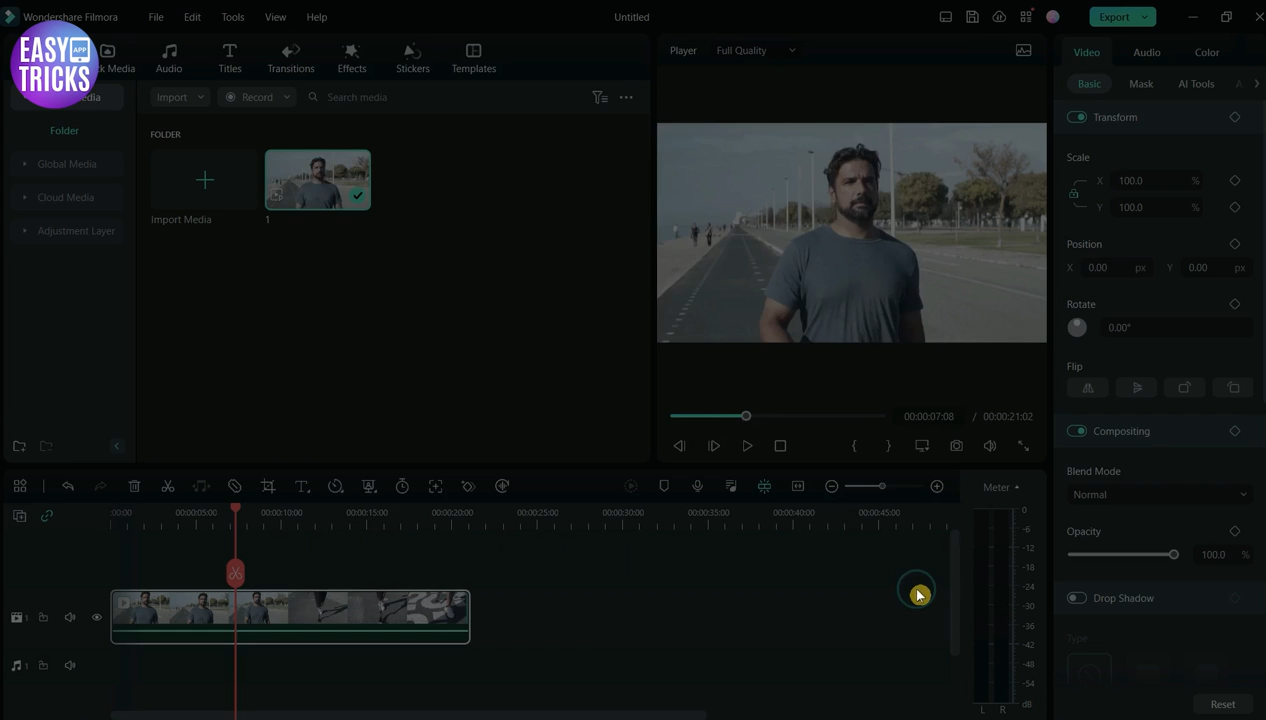 Wondershare Filmora
File
Edit
Tools
View
Help
Untitled
Export
EASY
APP
TRICKS
Media
Audio
Titles
Transitions
Effects
Stickers
Templates
Player
Full Quality
Video
Audio
Color
Import
Record
Search media
Basic
Mask
AI Tools
Folder
FOLDER
Transform
Global Media
Cloud Media
Adjustment Layer
Import Media
1
Scale
X 100.0 %
Y 100.0 %
Position
X 0.00 px Y 0.00 px
Rotate
0.00°
Flip
00:00:07:08 / 00:00:21:02
Compositing
Blend Mode
Normal
Opacity
100.0 %
Drop Shadow
Type
Reset
Meter
:00:00 00:00:05:00 00:00:10:00 00:00:15:00 00:00:20:00 00:00:25:00 00:00:30:00 00:00:35:00 00:00:40:00 00:00:45:00
1
1
0
-6
-12
-18
-24
-30
-36
-42
-48
-54
dB
L R